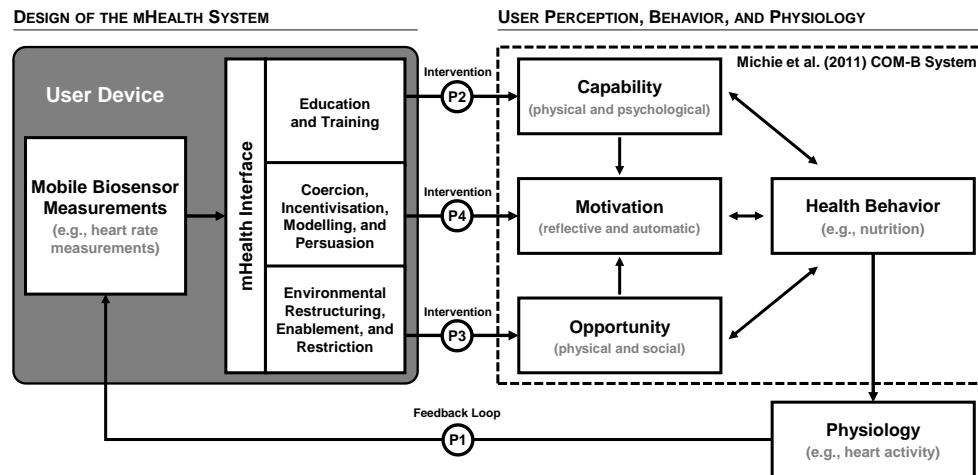 DESIGN OF THE MHEALTH SYSTEM
USER PERCEPTION, BEHAVIOR, AND PHYSIOLOGY
User Device
Mobile Biosensor
Measurements
(e.g., heart rate
measurements)
mHealth Interface
Education
and Training
Coercion,
Incentivisation,
Modelling, and
Persuasion
Environmental
Restructuring,
Enablement, and
Restriction
Intervention
P2
Intervention
P4
Intervention
P3
Michie et al. (2011) COM-B System
Capability
(physical and psychological)
Motivation
(reflective and automatic)
Opportunity
(physical and social)
Health Behavior
(e.g., nutrition)
Feedback Loop
P1
Physiology
(e.g., heart activity)